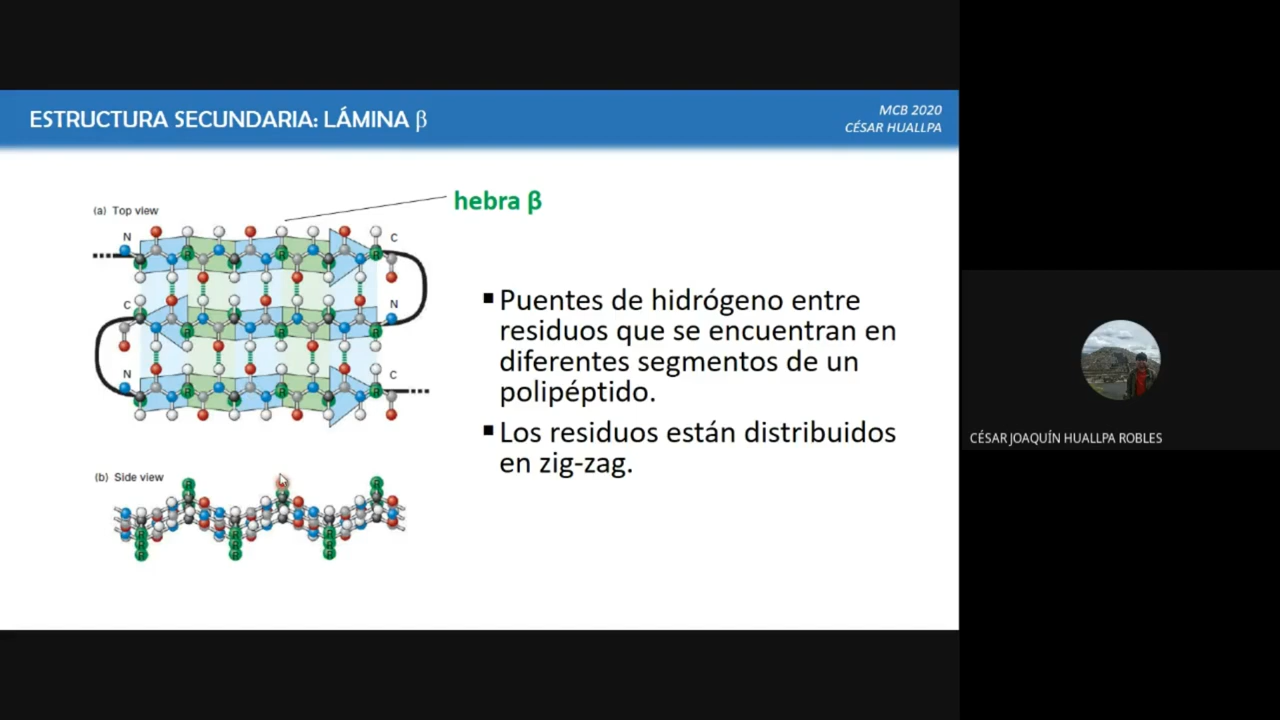 ESTRUCTURA SECUNDARIA: LÁMINA β
MCB 2020
CÉSAR HUALLPA
hebra β
(a) Top view
N
C
C
N
N
C
▪Puentes de hidrógeno entre
residuos que se encuentran en
diferentes segmentos de un
polipéptido.
▪Los residuos están distribuidos
en zig-zag.
(b) Side view
CÉSAR JOAQUÍN HUALLPA ROBLES